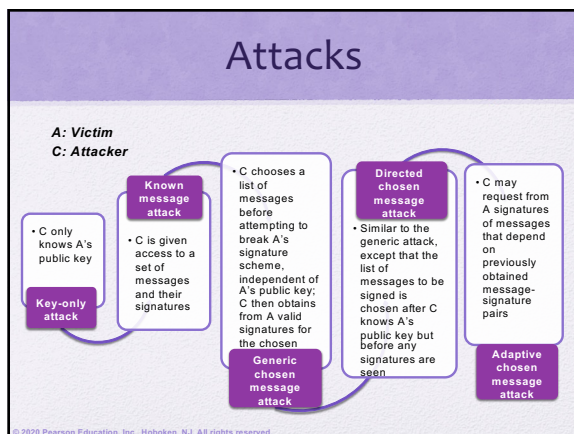 Attacks
A: Victim
C: Attacker
• C only
knows A's
public key
Key-only
attack
Known
message
attack
• C is given
access to a
set of
messages
and their
signatures
• C chooses a
list of
messages
before
attempting to
break A's
signature
scheme,
independent of
A's public key;
C then obtains
from A valid
signatures for
the chosen
Generic
chosen
message
attack
Directed
chosen
message
attack
• Similar to the
generic attack,
except that the
list of
messages to be
signed is
chosen after C
knows A's
public key but
before any
signatures are
seen
• C may
request from
A signatures
of messages
that depend
on
previously
obtained
message-
signature
pairs
Adaptive
chosen
message
attack
© 2020 Pearson Education, Inc., Hoboken, NJ. All rights reserved.